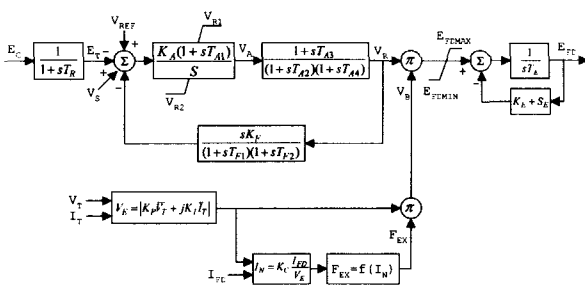 V_REF
V_R1
E_C
1
1+sT_R
E_T
−
+
+
−
Σ
V_S
K_A(1+sT_A1)
S
V_R2
V_A
1+sT_A3
(1+sT_A2)(1+sT_A4)
V_R
π
E_FDMAX
E_FDMIN
V_B
+
−
Σ
1
sT_E
E_FD
K_E + S_E
sK_F
(1+sT_F1)(1+sT_F2)
V_T
I_T
V_E = |K_P V̄_T + jK_I Ī_T|
π
F_EX
I_FD
I_N = K_C I_FD / V_E
F_EX = f(I_N)